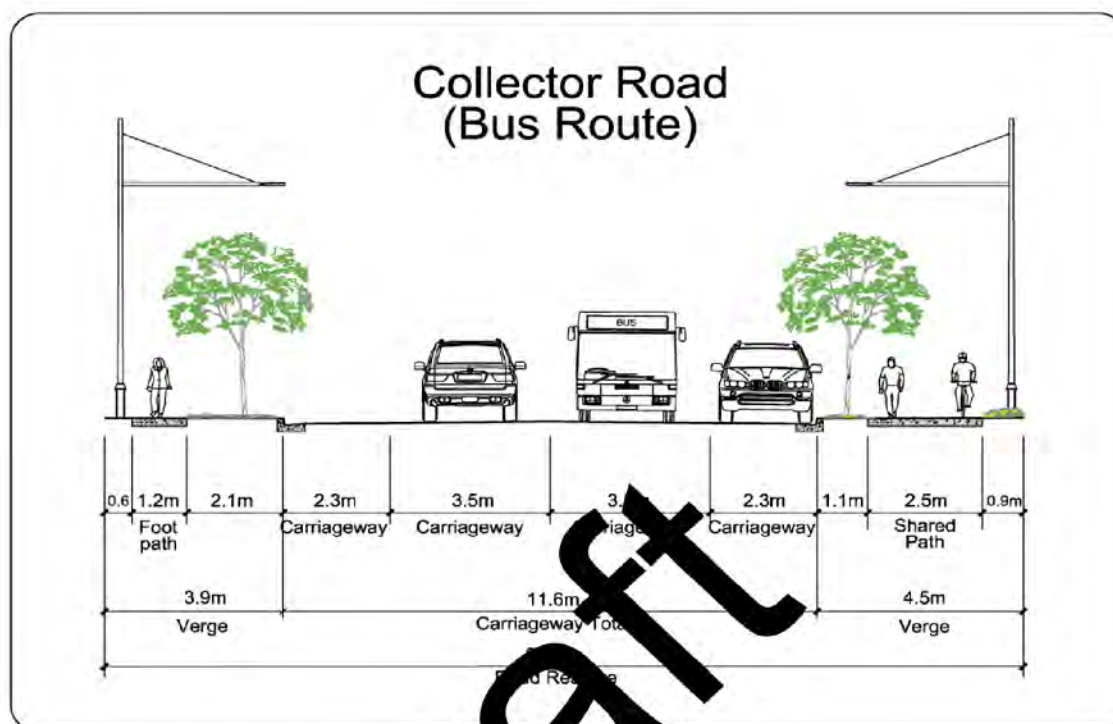 Collector Road
(Bus Route)
BUS
0.6 1.2m 2.1m 2.3m 3.5m 2.3m 1.1m 2.5m 0.9m
Foot path Carriageway Carriageway Carriageway Shared Path
3.9m 11.6m 4.5m
Verge Carriageway Verge